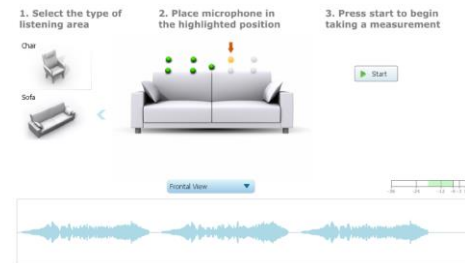 1. Select the type of
listening area
2. Place microphone in
the highlighted position
3. Press start to begin
taking a measurement
Chair
Sofa
Start
Frontal View